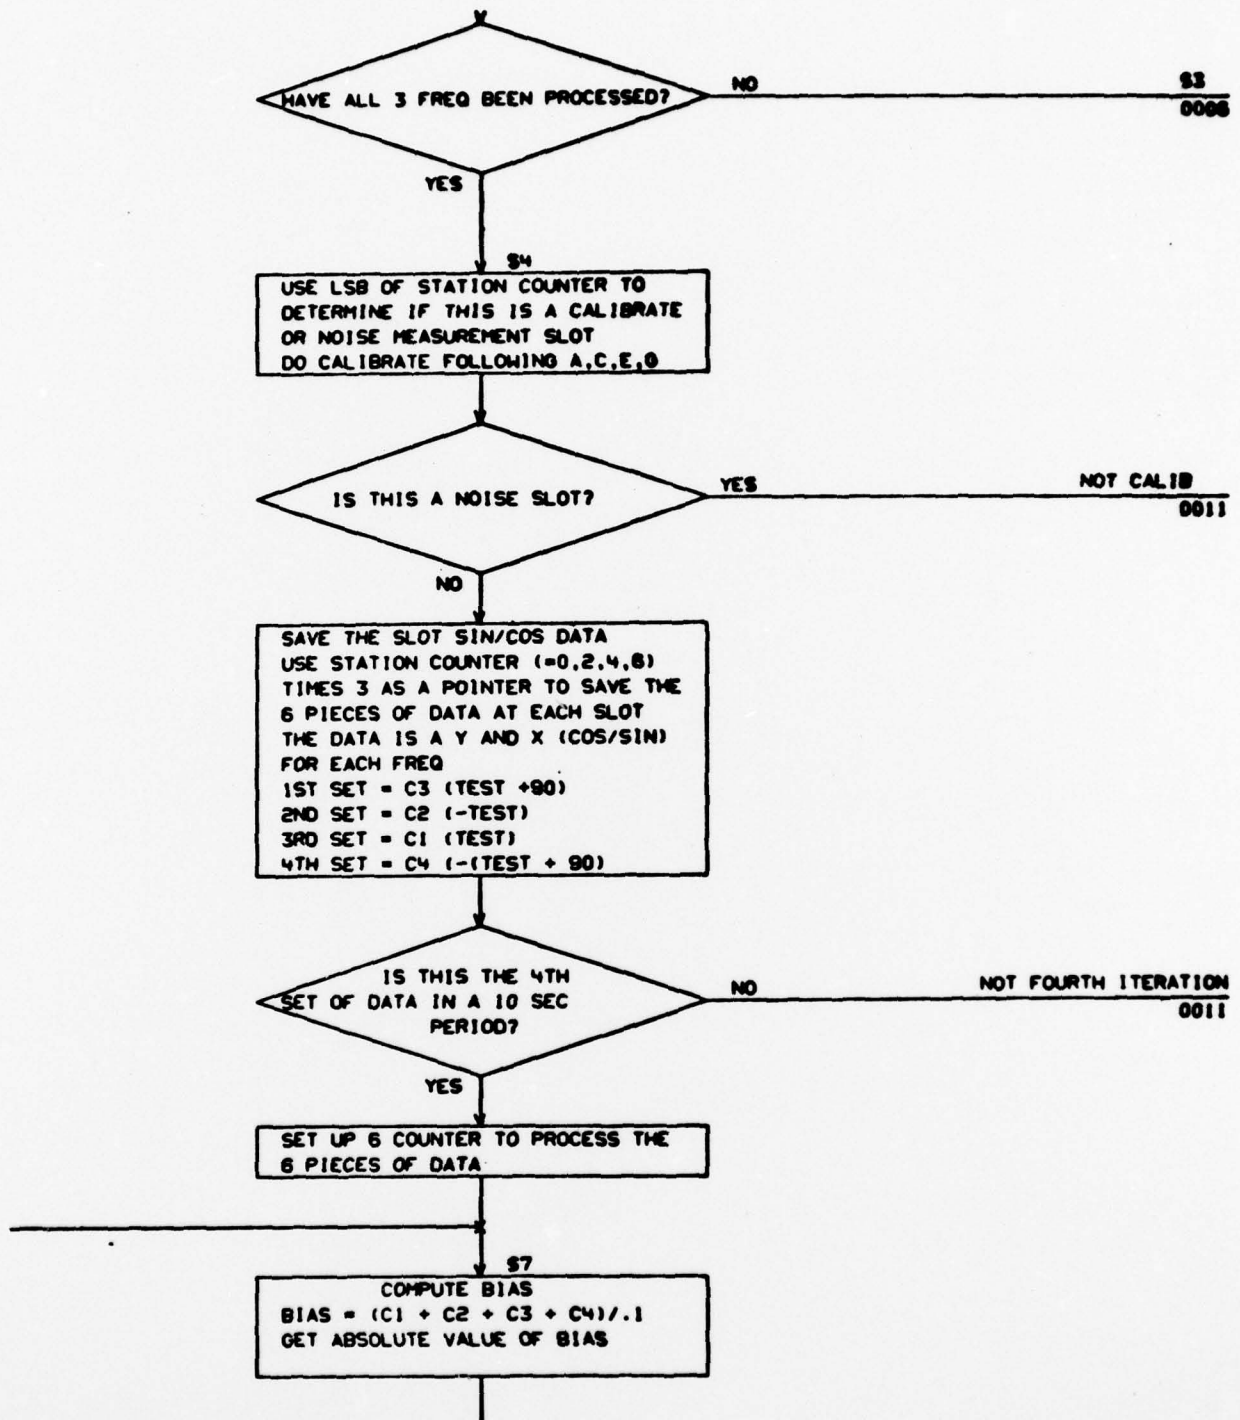 HAVE ALL 3 FREQ BEEN PROCESSED?
NO
S3
0006
YES
S4
USE LSB OF STATION COUNTER TO
DETERMINE IF THIS IS A CALIBRATE
OR NOISE MEASUREMENT SLOT
DO CALIBRATE FOLLOWING A,C,E,G
IS THIS A NOISE SLOT?
YES
NOT CALIB
0011
NO
SAVE THE SLOT SIN/COS DATA
USE STATION COUNTER (=0,2,4,6)
TIMES 3 AS A POINTER TO SAVE THE
6 PIECES OF DATA AT EACH SLOT
THE DATA IS A Y AND X (COS/SIN)
FOR EACH FREQ
1ST SET = C3 (TEST +90)
2ND SET = C2 (-TEST)
3RD SET = C1 (TEST)
4TH SET = C4 (-(TEST + 90)
IS THIS THE 4TH
SET OF DATA IN A 10 SEC
PERIOD?
NO
NOT FOURTH ITERATION
0011
YES
SET UP 6 COUNTER TO PROCESS THE
6 PIECES OF DATA
S7
COMPUTE BIAS
BIAS = (C1 + C2 + C3 + C4)/.1
GET ABSOLUTE VALUE OF BIAS